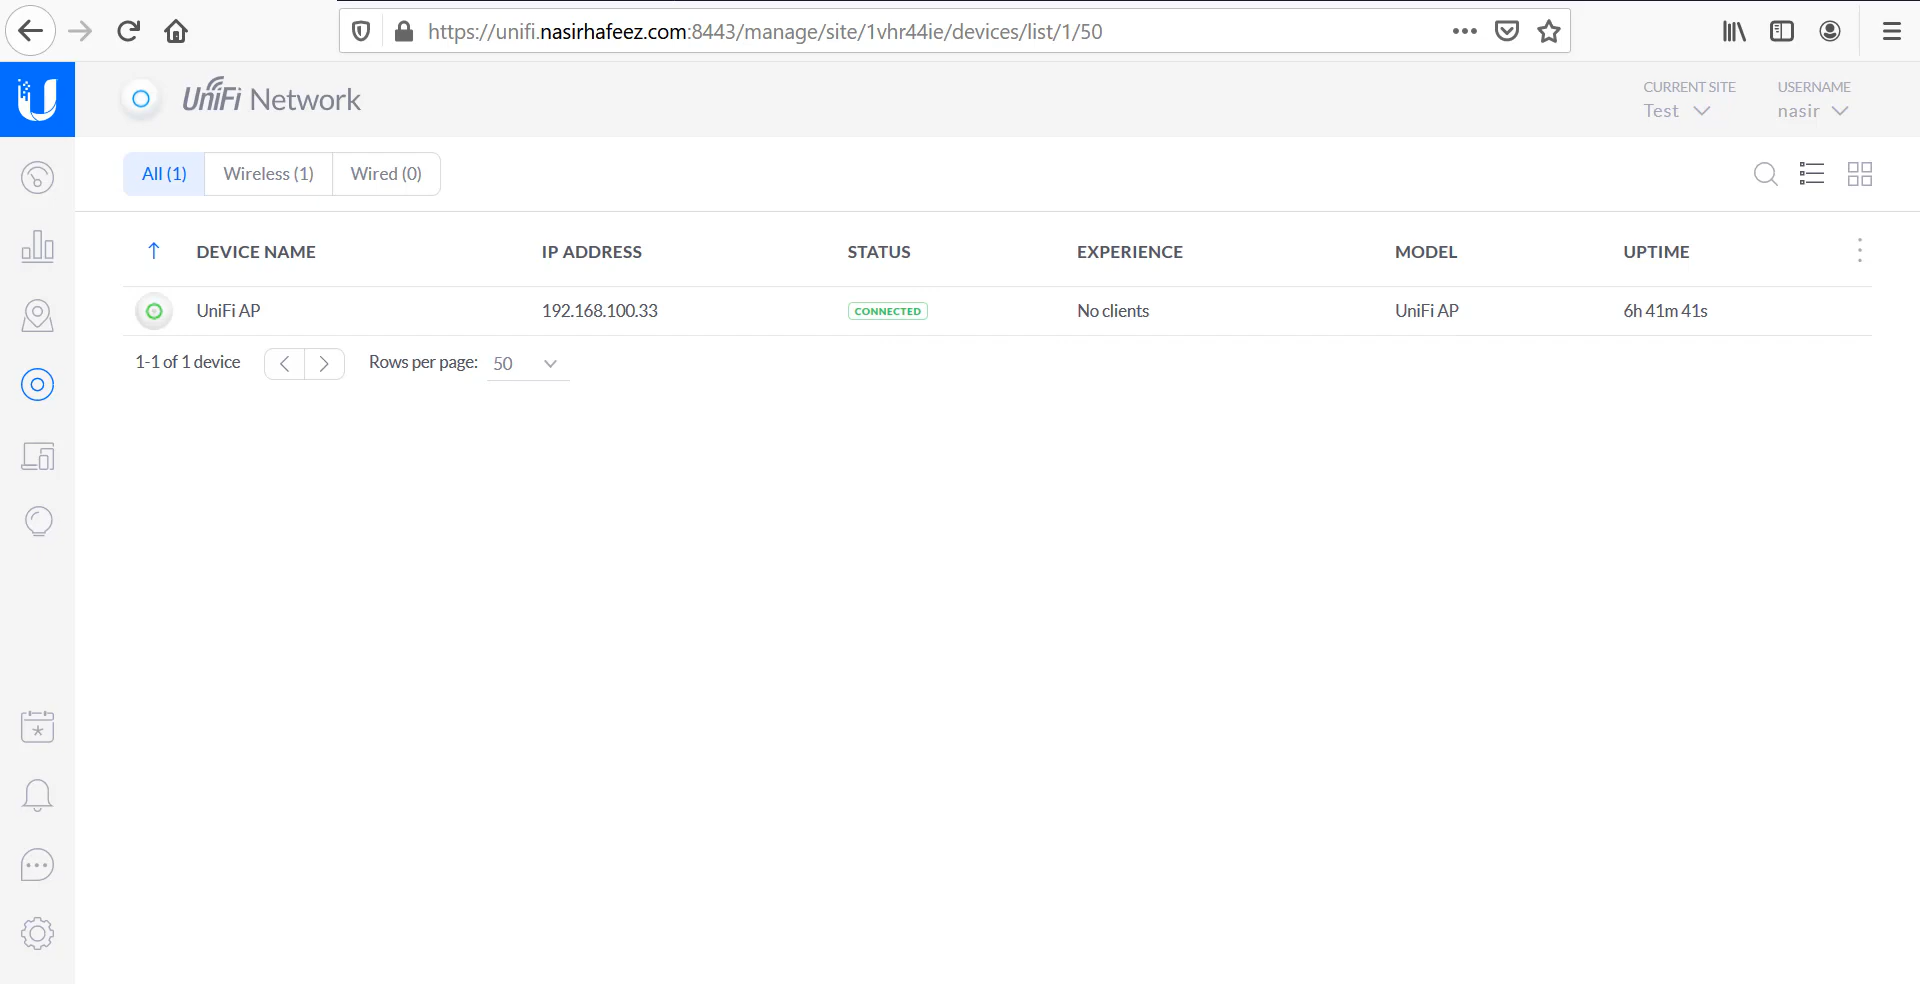 https://unifi.nasirhafeez.com:8443/manage/site/1vhr44ie/devices/list/1/50
UniFi Network
CURRENT SITE
Test
USERNAME
nasir
All (1)
Wireless (1)
Wired (0)
DEVICE NAME IP ADDRESS STATUS EXPERIENCE MODEL UPTIME
UniFi AP 192.168.100.33 CONNECTED No clients UniFi AP 6h 41m 41s
1-1 of 1 device Rows per page: 50